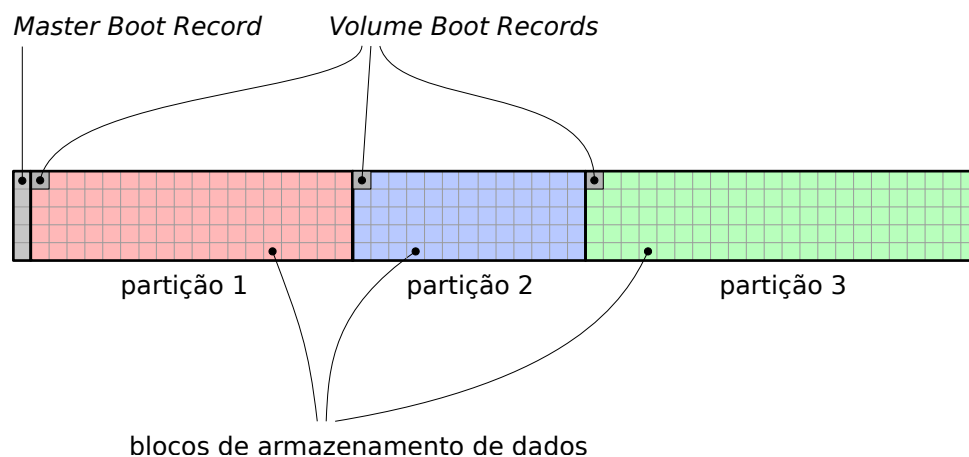 Master Boot Record
Volume Boot Records
partição 1
partição 2
partição 3
blocos de armazenamento de dados